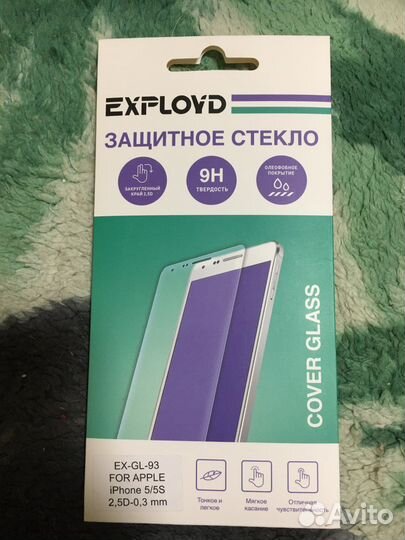 EXPLOYD
ЗАЩИТНОЕ СТЕКЛО
ЗАКРУГЛЕННЫЙ
КРАЙ 2,5D
9H
ТВЕРДОСТЬ
ОЛЕОФОБНОЕ
ПОКРЫТИЕ
COVER GLASS
EX-GL-93
FOR APPLE
iPhone 5/5S
2,5D-0,3 mm
Тонкое и
легкое
Мягкое
касание
Отличная
чувствительность
Avito